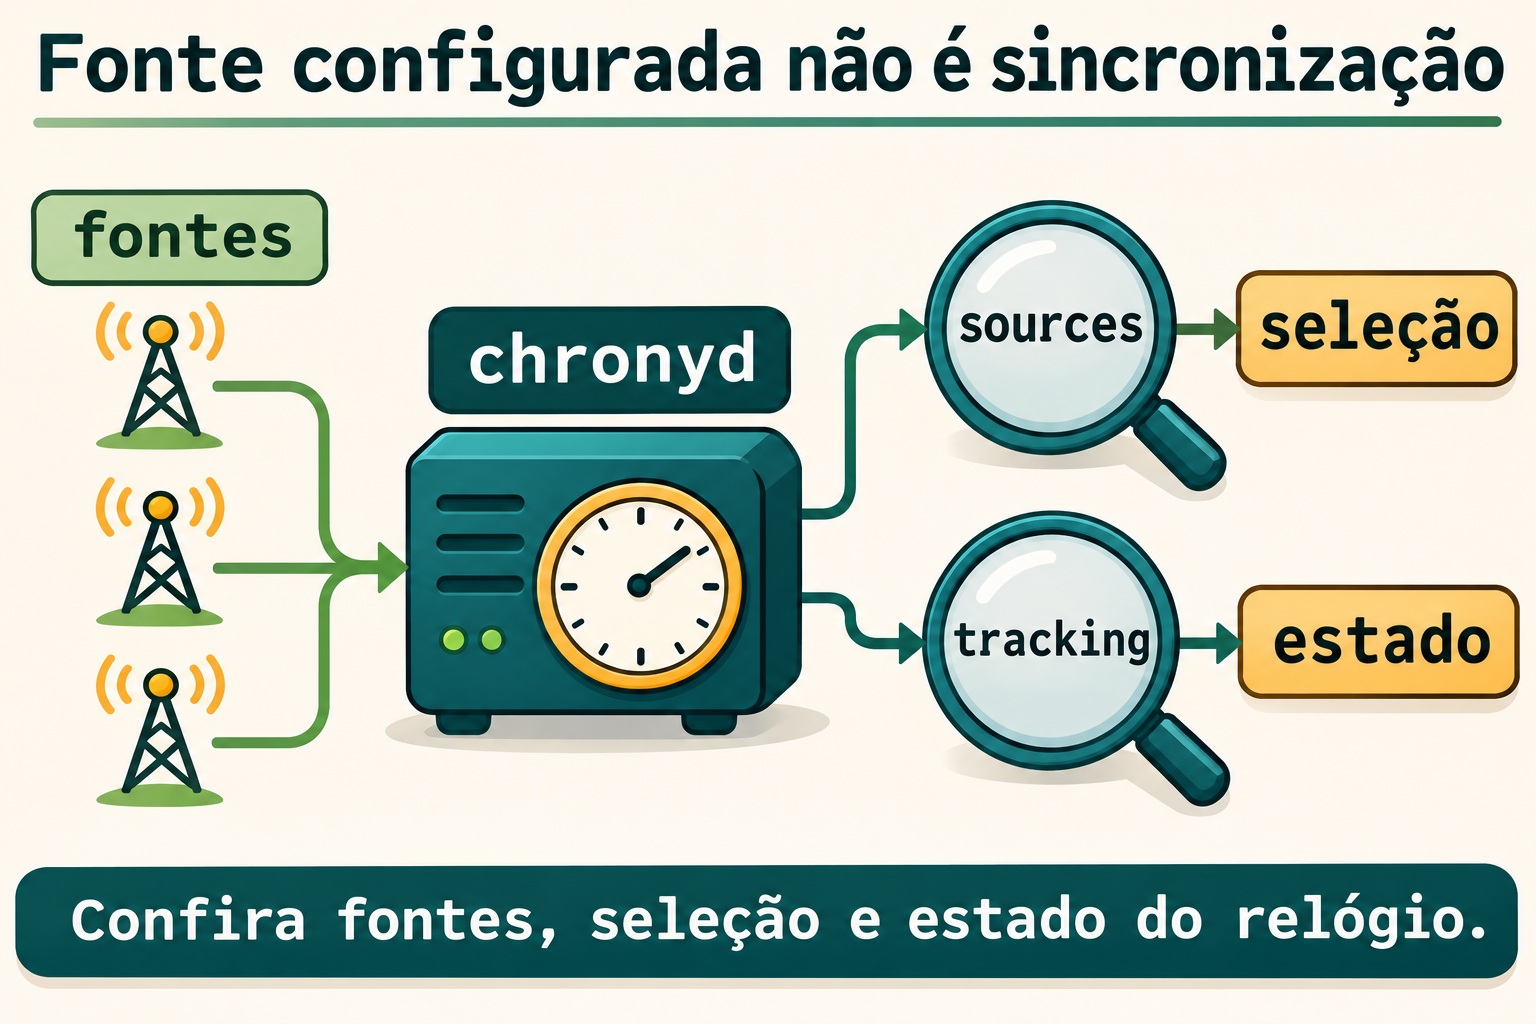 Fonte configurada não é sincronização
fontes
chronyd
sources
seleção
tracking
estado
Confira fontes, seleção e estado do relógio.